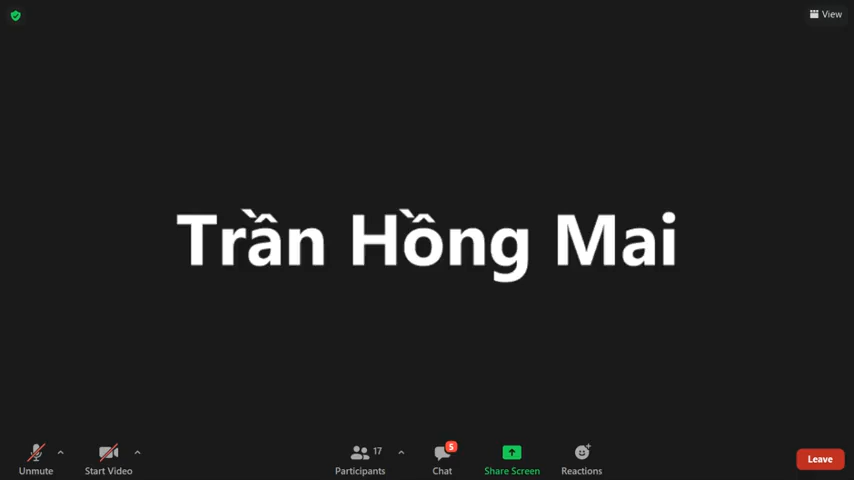 View
Trần Hồng Mai
17
5
Unmute
Start Video
Participants
Chat
Share Screen
Reactions
Leave